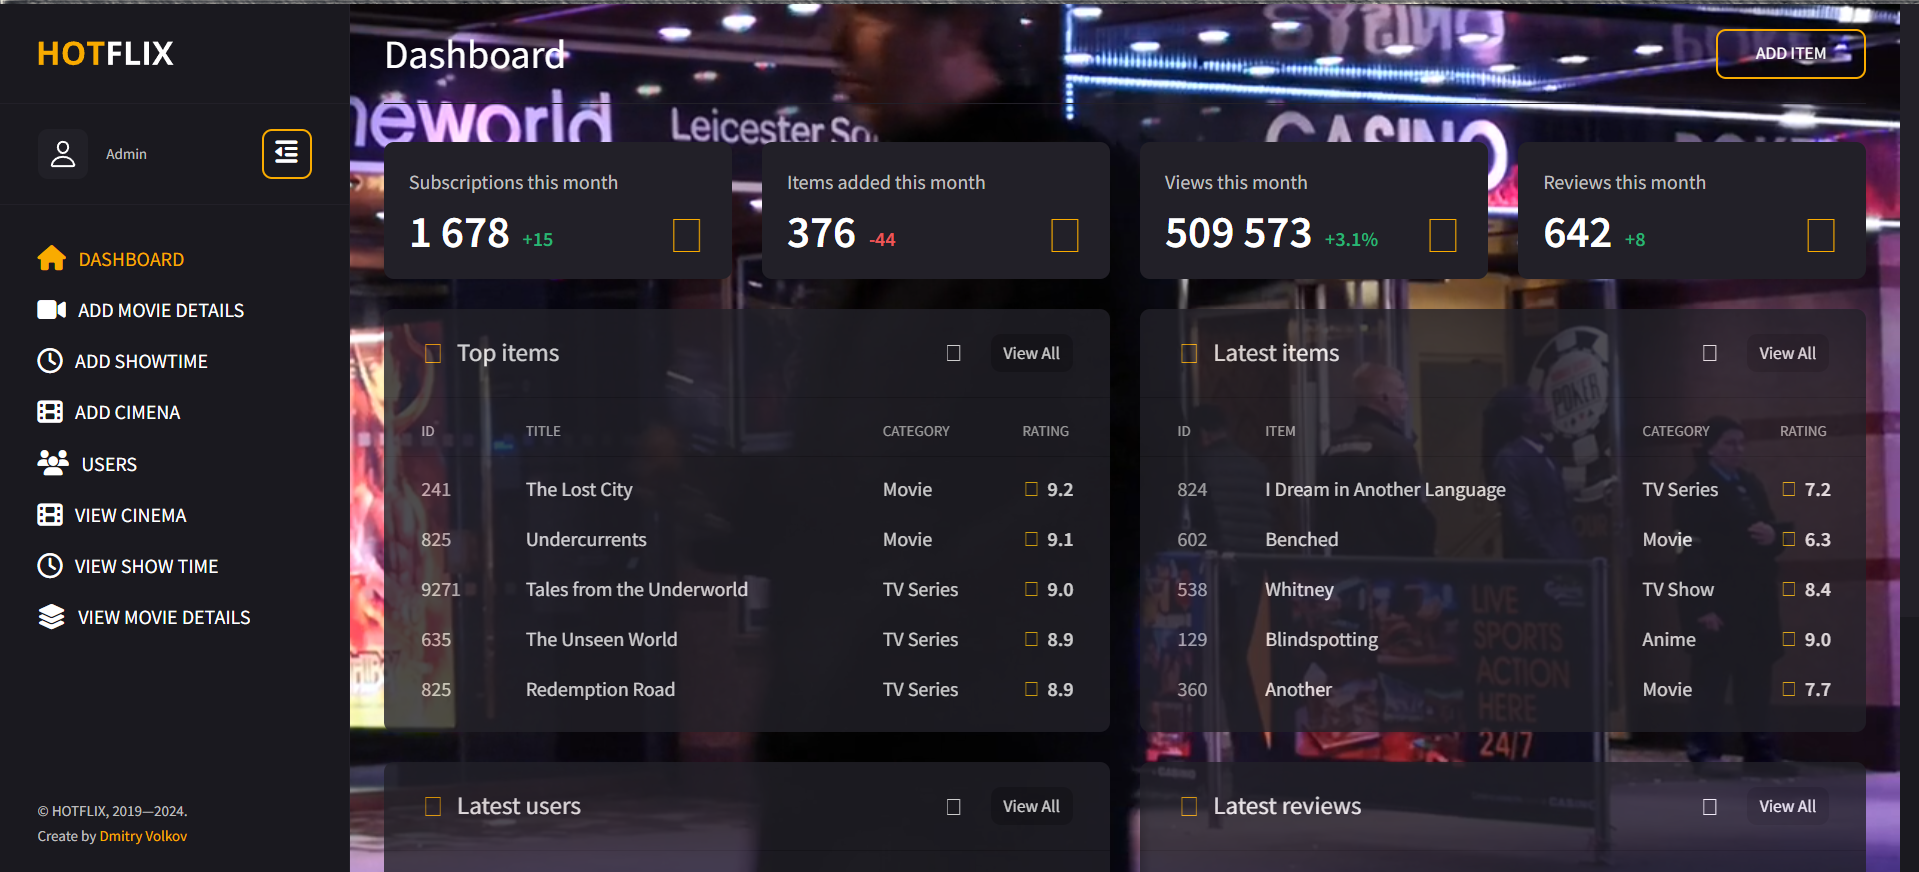 HOTFLIX
Admin
DASHBOARD
ADD MOVIE DETAILS
ADD SHOWTIME
ADD CIMENA
USERS
VIEW CINEMA
VIEW SHOW TIME
VIEW MOVIE DETAILS
© HOTFLIX, 2019—2024.
Create by Dmitry Volkov
Dashboard
ADD ITEM
neworld
Leicester Sq
CASINO
Subscriptions this month
1 678 +15
Items added this month
376 -44
Views this month
509 573 +3.1%
Reviews this month
642 +8
Top items
View All
ID TITLE CATEGORY RATING
241 The Lost City Movie 9.2
825 Undercurrents Movie 9.1
9271 Tales from the Underworld TV Series 9.0
635 The Unseen World TV Series 8.9
825 Redemption Road TV Series 8.9
Latest items
View All
ID ITEM CATEGORY RATING
824 I Dream in Another Language TV Series 7.2
602 Benched Movie 6.3
538 Whitney TV Show 8.4
129 Blindspotting Anime 9.0
360 Another Movie 7.7
POKER
LIVE
SPORTS
ACTION
HERE
24/7
Latest users
View All
Latest reviews
View All